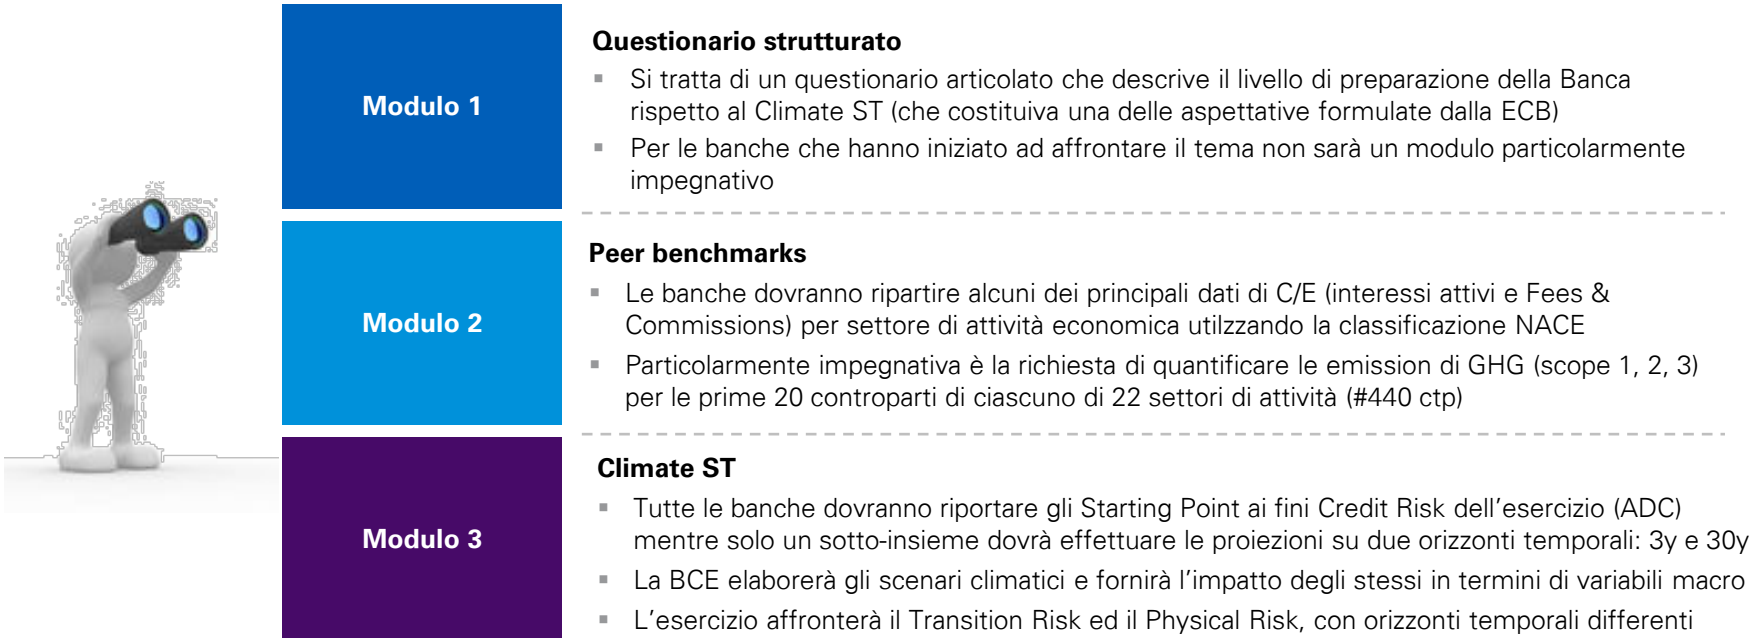 Modulo 1
Questionario strutturato
▪ Si tratta di un questionario articolato che descrive il livello di preparazione della Banca
rispetto al Climate ST (che costituiva una delle aspettative formulate dalla ECB)
▪ Per le banche che hanno iniziato ad affrontare il tema non sarà un modulo particolarmente
impegnativo
Modulo 2
Peer benchmarks
▪ Le banche dovranno ripartire alcuni dei principali dati di C/E (interessi attivi e Fees &
Commissions) per settore di attività economica utilzzando la classificazione NACE
▪ Particolarmente impegnativa è la richiesta di quantificare le emission di GHG (scope 1, 2, 3)
per le prime 20 controparti di ciascuno di 22 settori di attività (#440 ctp)
Modulo 3
Climate ST
▪ Tutte le banche dovranno riportare gli Starting Point ai fini Credit Risk dell’esercizio (ADC)
mentre solo un sotto-insieme dovrà effettuare le proiezioni su due orizzonti temporali: 3y e 30y
▪ La BCE elaborerà gli scenari climatici e fornirà l’impatto degli stessi in termini di variabili macro
▪ L’esercizio affronterà il Transition Risk ed il Physical Risk, con orizzonti temporali differenti